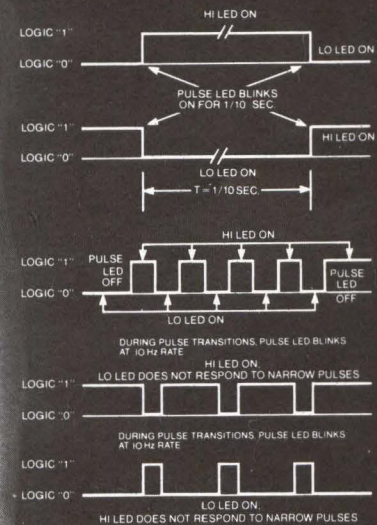 HI LED ON
LOGIC "1"
LO LED ON
LOGIC "0"
PULSE LED BLINKS
ON FOR 1/10 SEC.
LOGIC "1"
HI LED ON
LOGIC "0"
LO LED ON
T = 1/10 SEC.
HI LED ON
LOGIC "1"
PULSE
LED
OFF
PULSE
LED
OFF
LOGIC "0"
LO LED ON
DURING PULSE TRANSITIONS, PULSE LED BLINKS
AT 10 Hz RATE
HI LED ON,
LO LED DOES NOT RESPOND TO NARROW PULSES
LOGIC "1"
LOGIC "0"
DURING PULSE TRANSITIONS, PULSE LED BLINKS
AT 10 Hz RATE
LOGIC "1"
LOGIC "0"
LO LED ON,
HI LED DOES NOT RESPOND TO NARROW PULSES